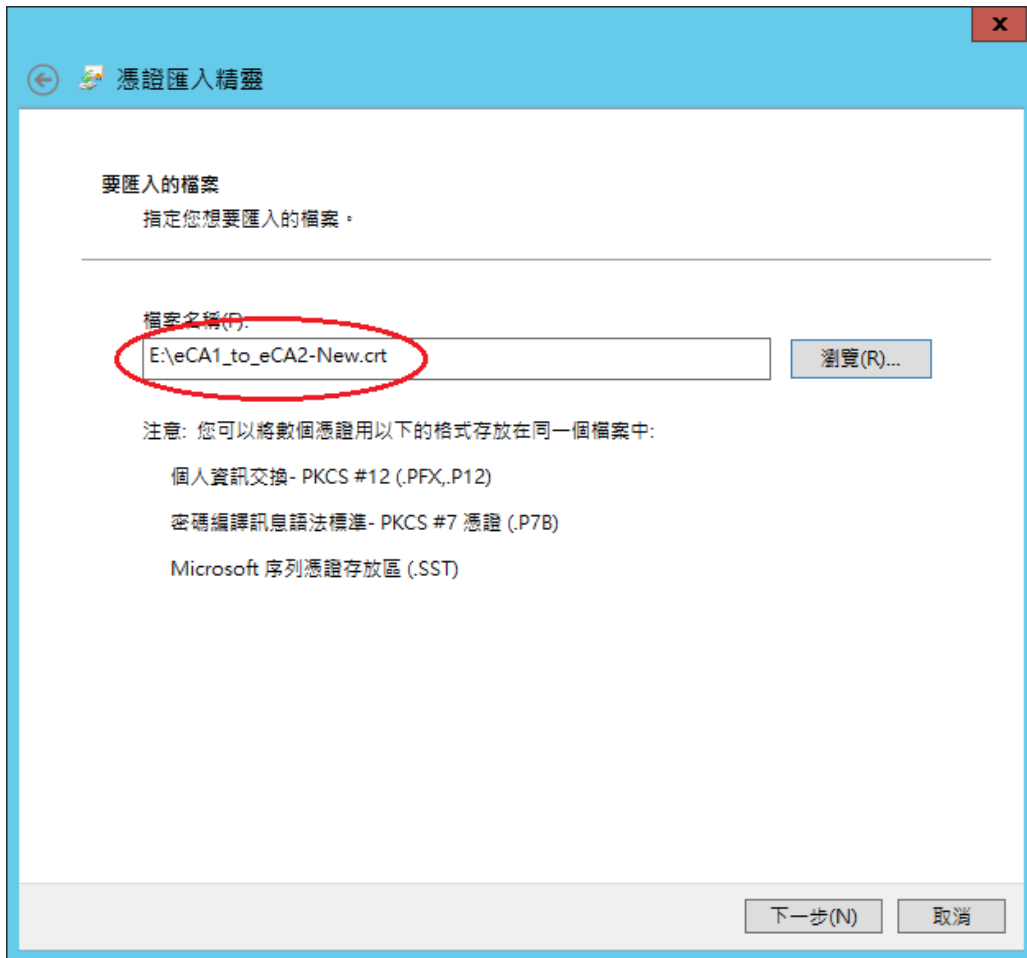 x
憑證匯入精靈
要匯入的檔案
指定您想要匯入的檔案。
檔案名稱(F):
E:\eCA1_to_eCA2-New.crt
瀏覽(R)...
注意: 您可以將數個憑證用以下的格式存放在同一個檔案中:
個人資訊交換- PKCS #12 (.PFX,.P12)
密碼編譯訊息語法標準- PKCS #7 憑證 (.P7B)
Microsoft 序列憑證存放區 (.SST)
下一步(N)
取消